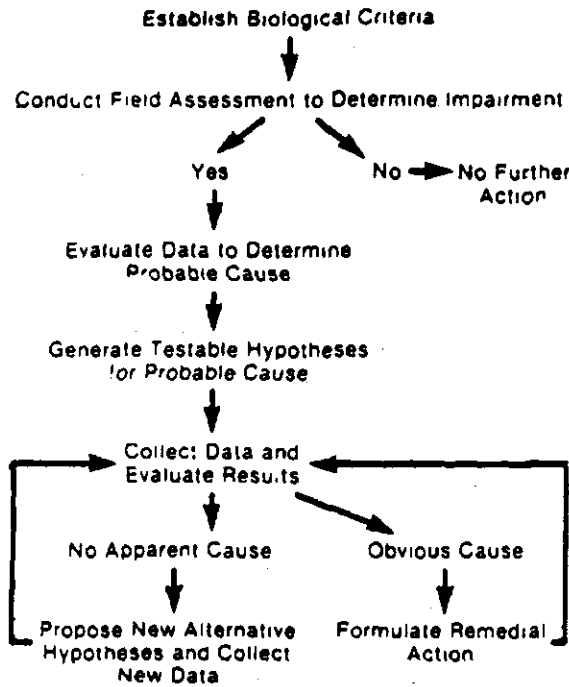 Establish Biological Criteria
Conduct Field Assessment to Determine Impairment
Yes
No
No Further
Action
Evaluate Data to Determine
Probable Cause
Generate Testable Hypotheses
for Probable Cause
Collect Data and
Evaluate Results
No Apparent Cause
Obvious Cause
Propose New Alternative
Hypotheses and Collect
New Data
Formulate Remedial
Action